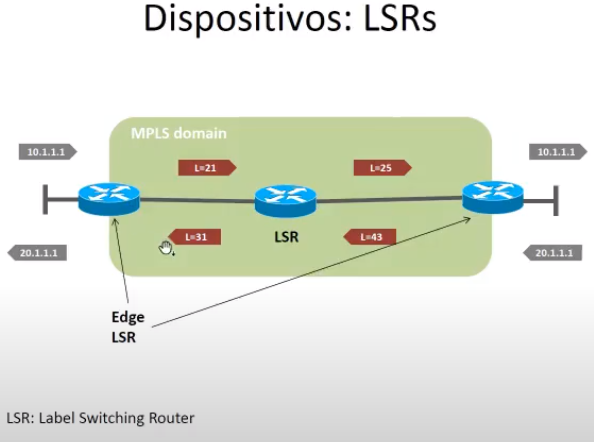 Dispositivos: LSRs
MPLS domain
10.1.1.1
10.1.1.1
L=21
L=25
L=31
LSR
L=43
20.1.1.1
20.1.1.1
Edge
LSR
LSR: Label Switching Router